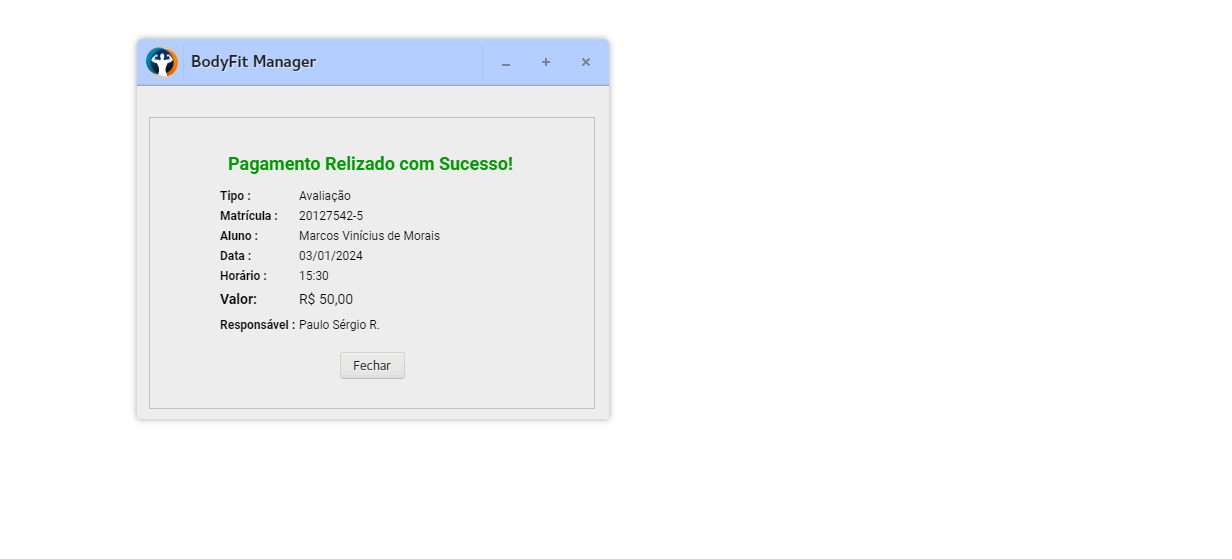 BodyFit Manager
Pagamento Relizado com Sucesso!
Tipo : Avaliação
Matrícula : 20127542-5
Aluno : Marcos Vinícius de Morais
Data : 03/01/2024
Horário : 15:30
Valor: R$ 50,00
Responsável : Paulo Sérgio R.
Fechar